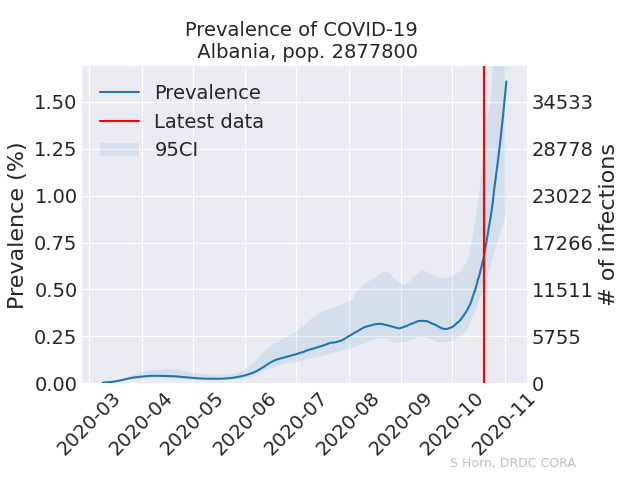 Prevalence of COVID-19
Albania, pop. 2877800
Prevalence
Latest data
95CI
Prevalence (%)
1.50
1.25
1.00
0.75
0.50
0.25
0.00
34533
28778
23022
17266
11511
5755
0
# of infections
2020-03
2020-04
2020-05
2020-06
2020-07
2020-08
2020-09
2020-10
2020-11
S Horn, DRDC CORA